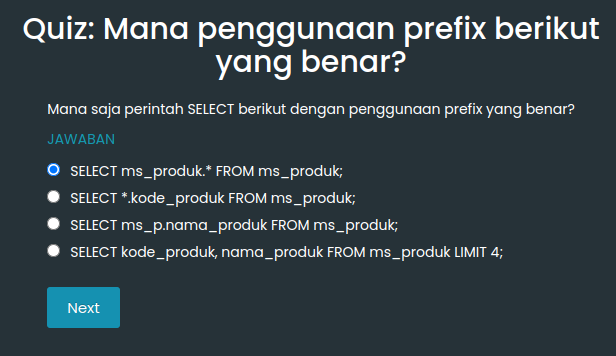 Quiz: Mana penggunaan prefix berikut
yang benar?
Mana saja perintah SELECT berikut dengan penggunaan prefix yang benar?
JAWABAN
SELECT ms_produk.* FROM ms_produk;
SELECT *.kode_produk FROM ms_produk;
SELECT ms_p.nama_produk FROM ms_produk;
SELECT kode_produk, nama_produk FROM ms_produk LIMIT 4;
Next